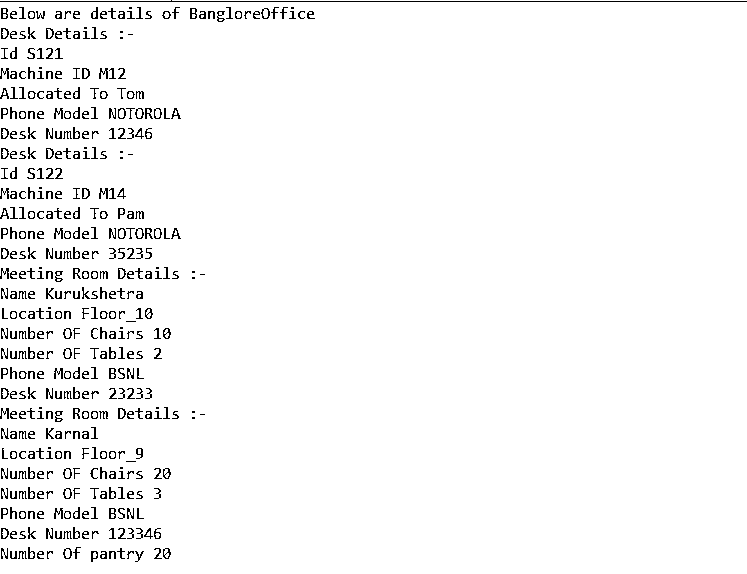 Below are details of BangloreOffice
Desk Details :-
Id S121
Machine ID M12
Allocated To Tom
Phone Model NOTOROLA
Desk Number 12346
Desk Details :-
Id S122
Machine ID M14
Allocated To Pam
Phone Model NOTOROLA
Desk Number 35235
Meeting Room Details :-
Name Kurukshetra
Location Floor_10
Number OF Chairs 10
Number OF Tables 2
Phone Model BSNL
Desk Number 23233
Meeting Room Details :-
Name Karnal
Location Floor_9
Number OF Chairs 20
Number OF Tables 3
Phone Model BSNL
Desk Number 123346
Number Of pantry 20